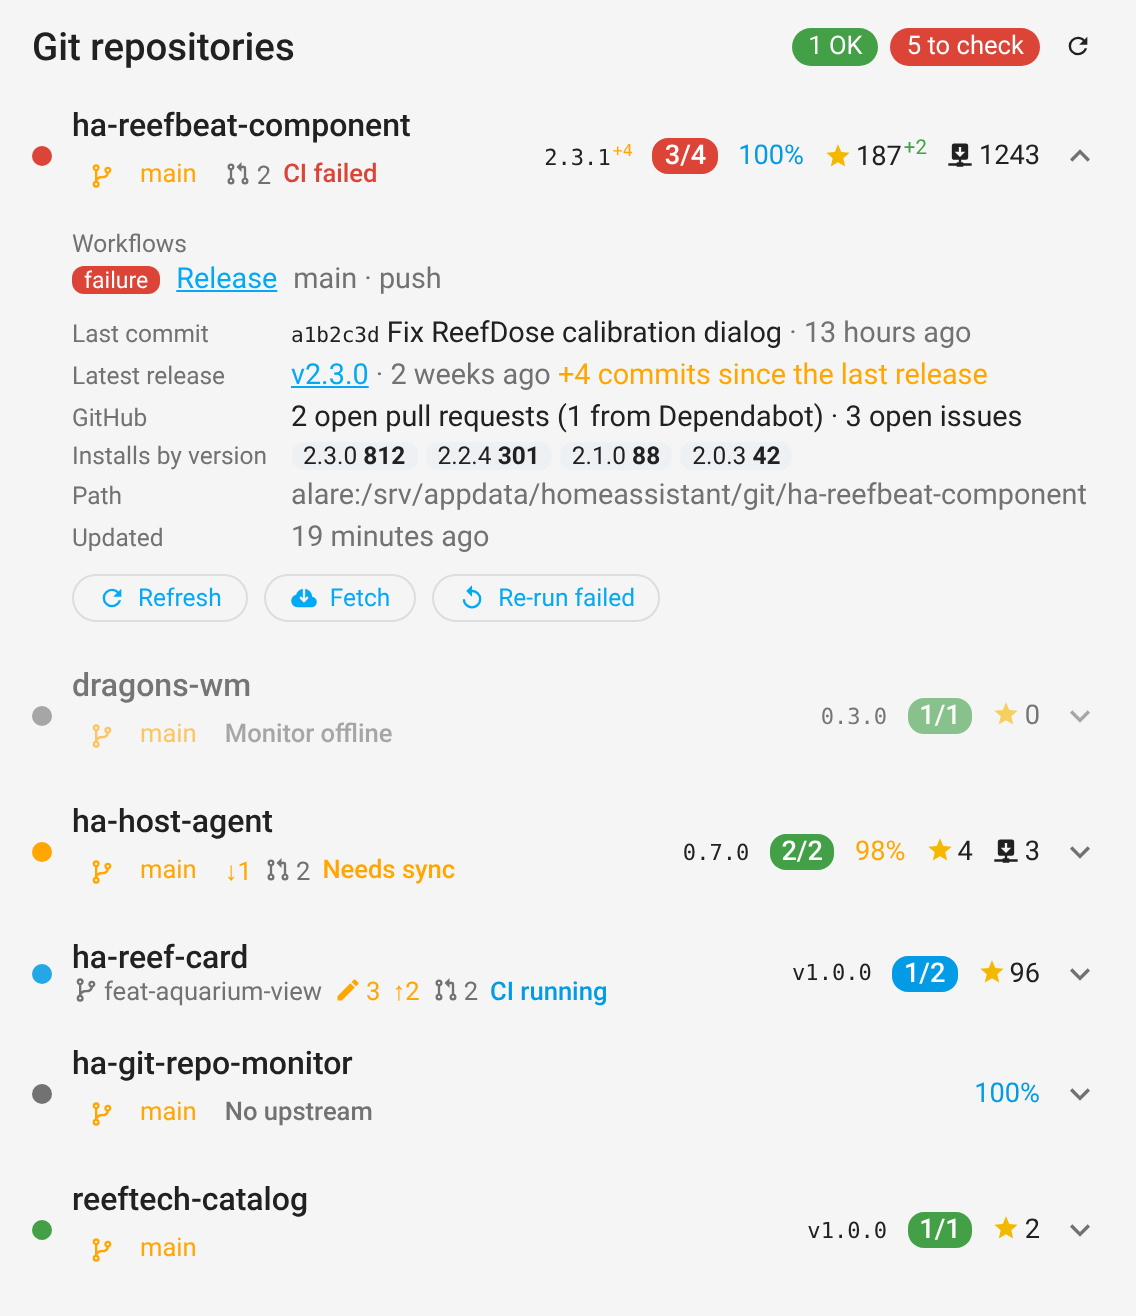 Git repositories 1 OK 5 to check
ha-reefbeat-component
main 2 CI failed 2.3.1 +4 3/4 100% 187 +2 1243
Workflows
failure Release main · push
Last commit a1b2c3d Fix ReefDose calibration dialog · 13 hours ago
Latest release v2.3.0 · 2 weeks ago +4 commits since the last release
GitHub 2 open pull requests (1 from Dependabot) · 3 open issues
Installs by version 2.3.0 812 2.2.4 301 2.1.0 88 2.0.3 42
Path alare:/srv/appdata/homeassistant/git/ha-reefbeat-component
Updated 19 minutes ago
Refresh Fetch Re-run failed
dragons-wm
main Monitor offline 0.3.0 1/1 0
ha-host-agent
main ↓1 2 Needs sync 0.7.0 2/2 98% 4 3
ha-reef-card
feat-aquarium-view 3 ↑2 2 CI running v1.0.0 1/2 96
ha-git-repo-monitor
main No upstream 100%
reeftech-catalog
main v1.0.0 1/1 2